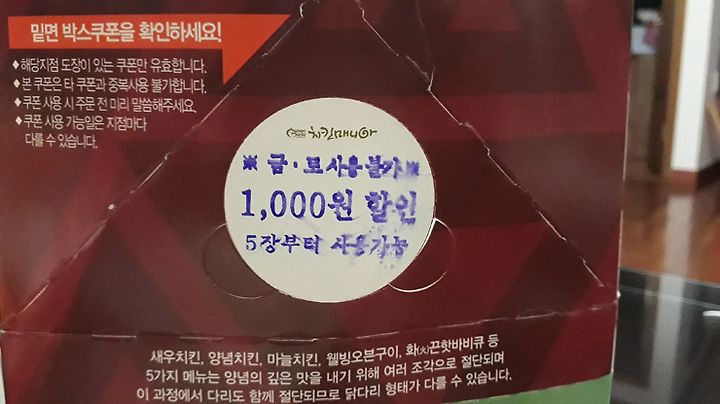 밑면 박스쿠폰을 확인하세요!
◆해당지점 도장이 있는 쿠폰만 유효합니다.
◆본 쿠폰은 타 쿠폰과 중복사용 불가합니다.
◆쿠폰 사용 시 주문 전 미리 말씀해주세요.
◆쿠폰 사용 가능일은 지점마다
다를 수 있습니다.
치킨매니아
※ 금·토 사용불가 ※
1,000원 할인
5장부터 사용가능
새우치킨, 양념치킨, 마늘치킨, 웰빙오븐구이, 화(火)끈핫바비큐 등
5가지 메뉴는 양념의 깊은 맛을 내기 위해 여러 조각으로 절단되며
이 과정에서 다리도 함께 절단되므로 닭다리 형태가 다를 수 있습니다.